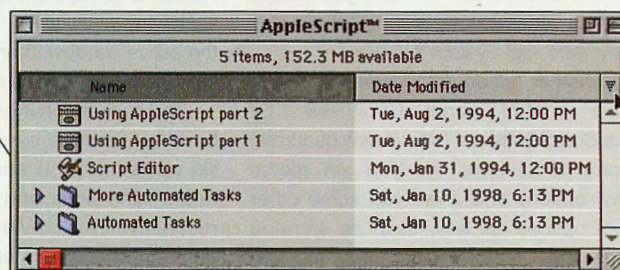 AppleScript™
5 items, 152.3 MB available
Name Date Modified
Using AppleScript part 2 Tue, Aug 2, 1994, 12:00 PM
Using AppleScript part 1 Tue, Aug 2, 1994, 12:00 PM
Script Editor Mon, Jan 31, 1994, 12:00 PM
More Automated Tasks Sat, Jan 10, 1998, 6:13 PM
Automated Tasks Sat, Jan 10, 1998, 6:13 PM